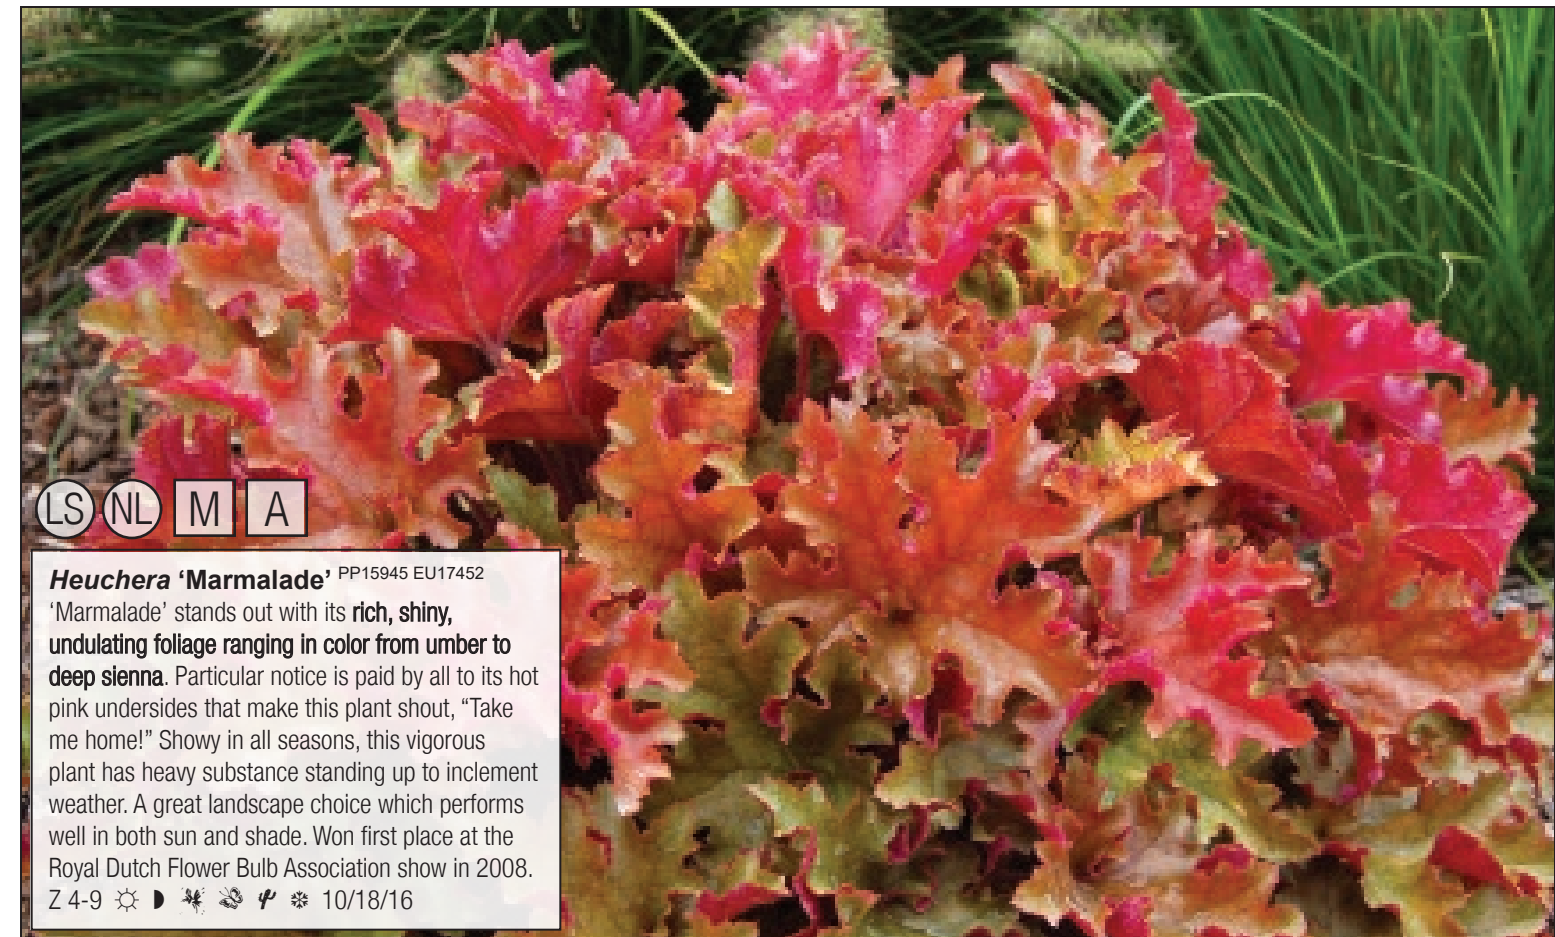 LS NL M A
Heuchera ‘Marmalade’ PP15945 EU17452
‘Marmalade’ stands out with its rich, shiny,
undulating foliage ranging in color from umber to
deep sienna. Particular notice is paid by all to its hot
pink undersides that make this plant shout, “Take
me home!” Showy in all seasons, this vigorous
plant has heavy substance standing up to inclement
weather. A great landscape choice which performs
well in both sun and shade. Won first place at the
Royal Dutch Flower Bulb Association show in 2008.
Z 4-9 10/18/16